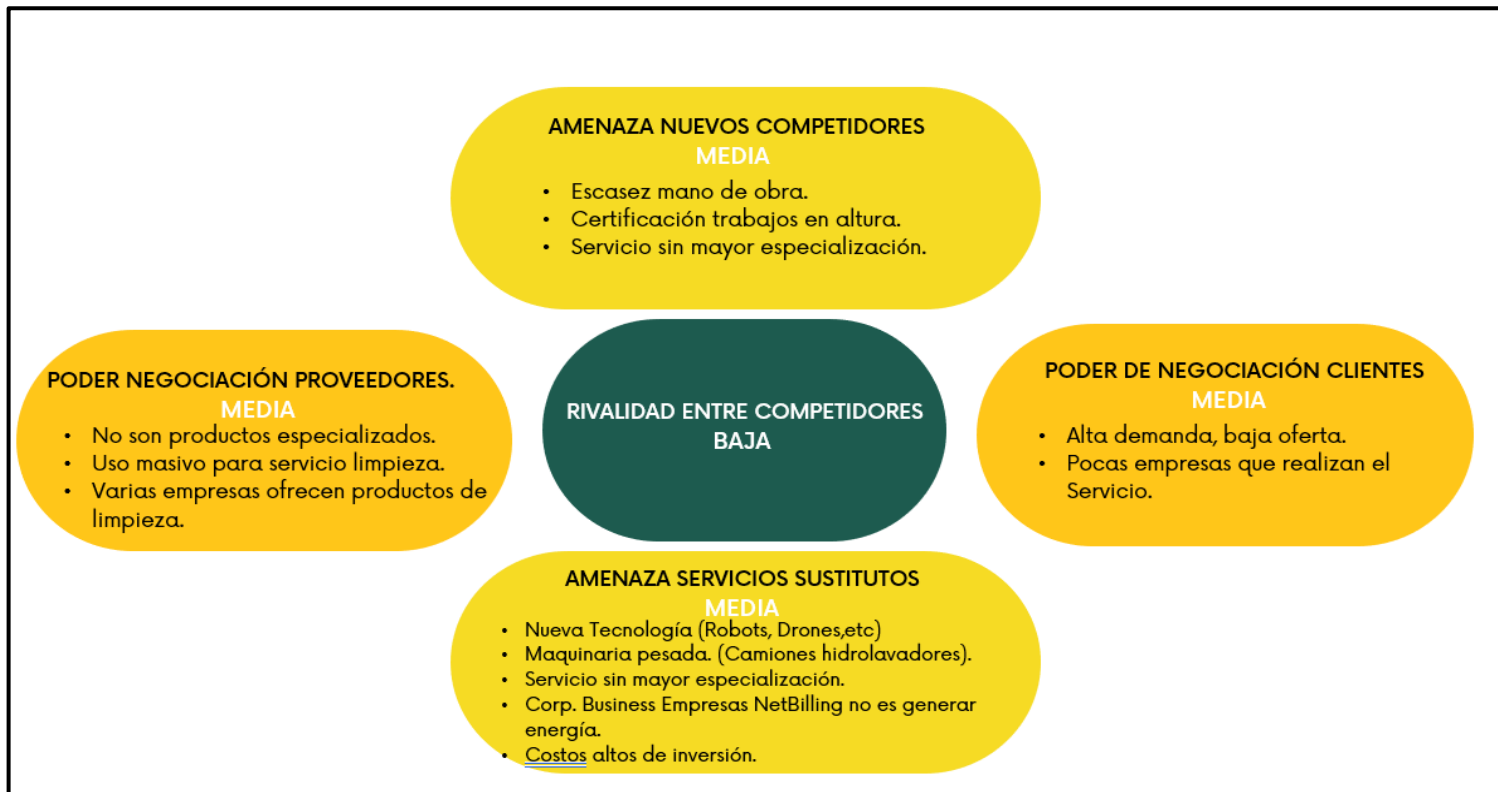 AMENAZA NUEVOS COMPETIDORES
MEDIA
• Escasez mano de obra.
• Certificación trabajos en altura.
• Servicio sin mayor especialización.
PODER NEGOCIACIÓN PROVEEDORES.
MEDIA
• No son productos especializados.
• Uso masivo para servicio limpieza.
• Varias empresas ofrecen productos de
limpieza.
RIVALIDAD ENTRE COMPETIDORES
BAJA
PODER DE NEGOCIACIÓN CLIENTES
MEDIA
• Alta demanda, baja oferta.
• Pocas empresas que realizan el
Servicio.
AMENAZA SERVICIOS SUSTITUTOS
MEDIA
• Nueva Tecnología (Robots, Drones,etc)
• Maquinaria pesada. (Camiones hidrolavadores).
• Servicio sin mayor especialización.
• Corp. Business Empresas NetBilling no es generar
energía.
• Costos altos de inversión.